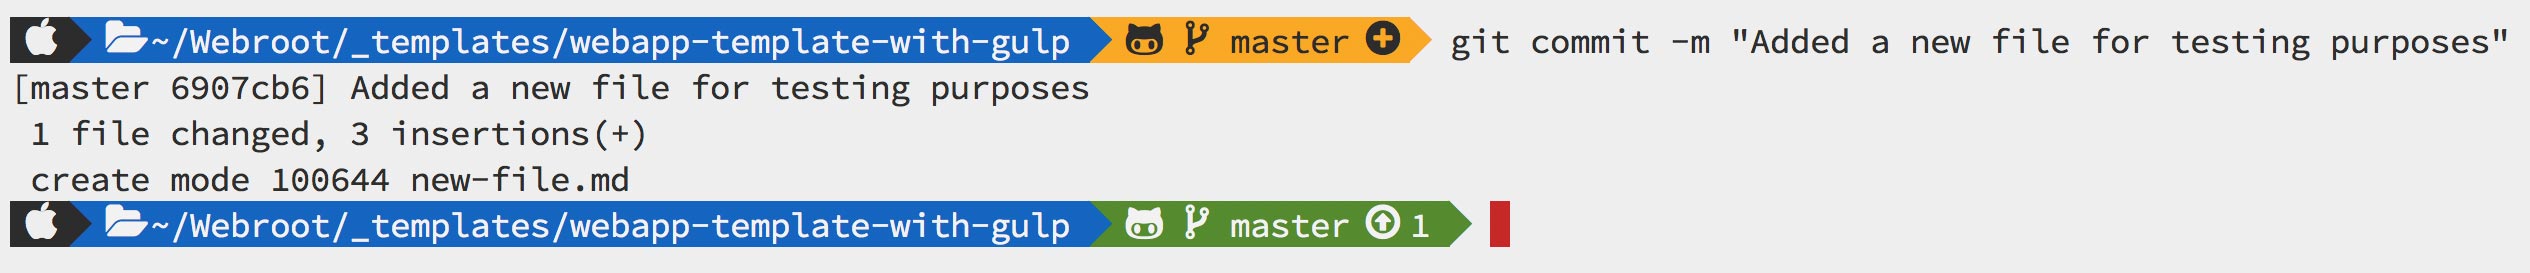 ~/Webroot/_templates/webapp-template-with-gulp master git commit -m "Added a new file for testing purposes"
[master 6907cb6] Added a new file for testing purposes
1 file changed, 3 insertions(+)
create mode 100644 new-file.md
~/Webroot/_templates/webapp-template-with-gulp master 1